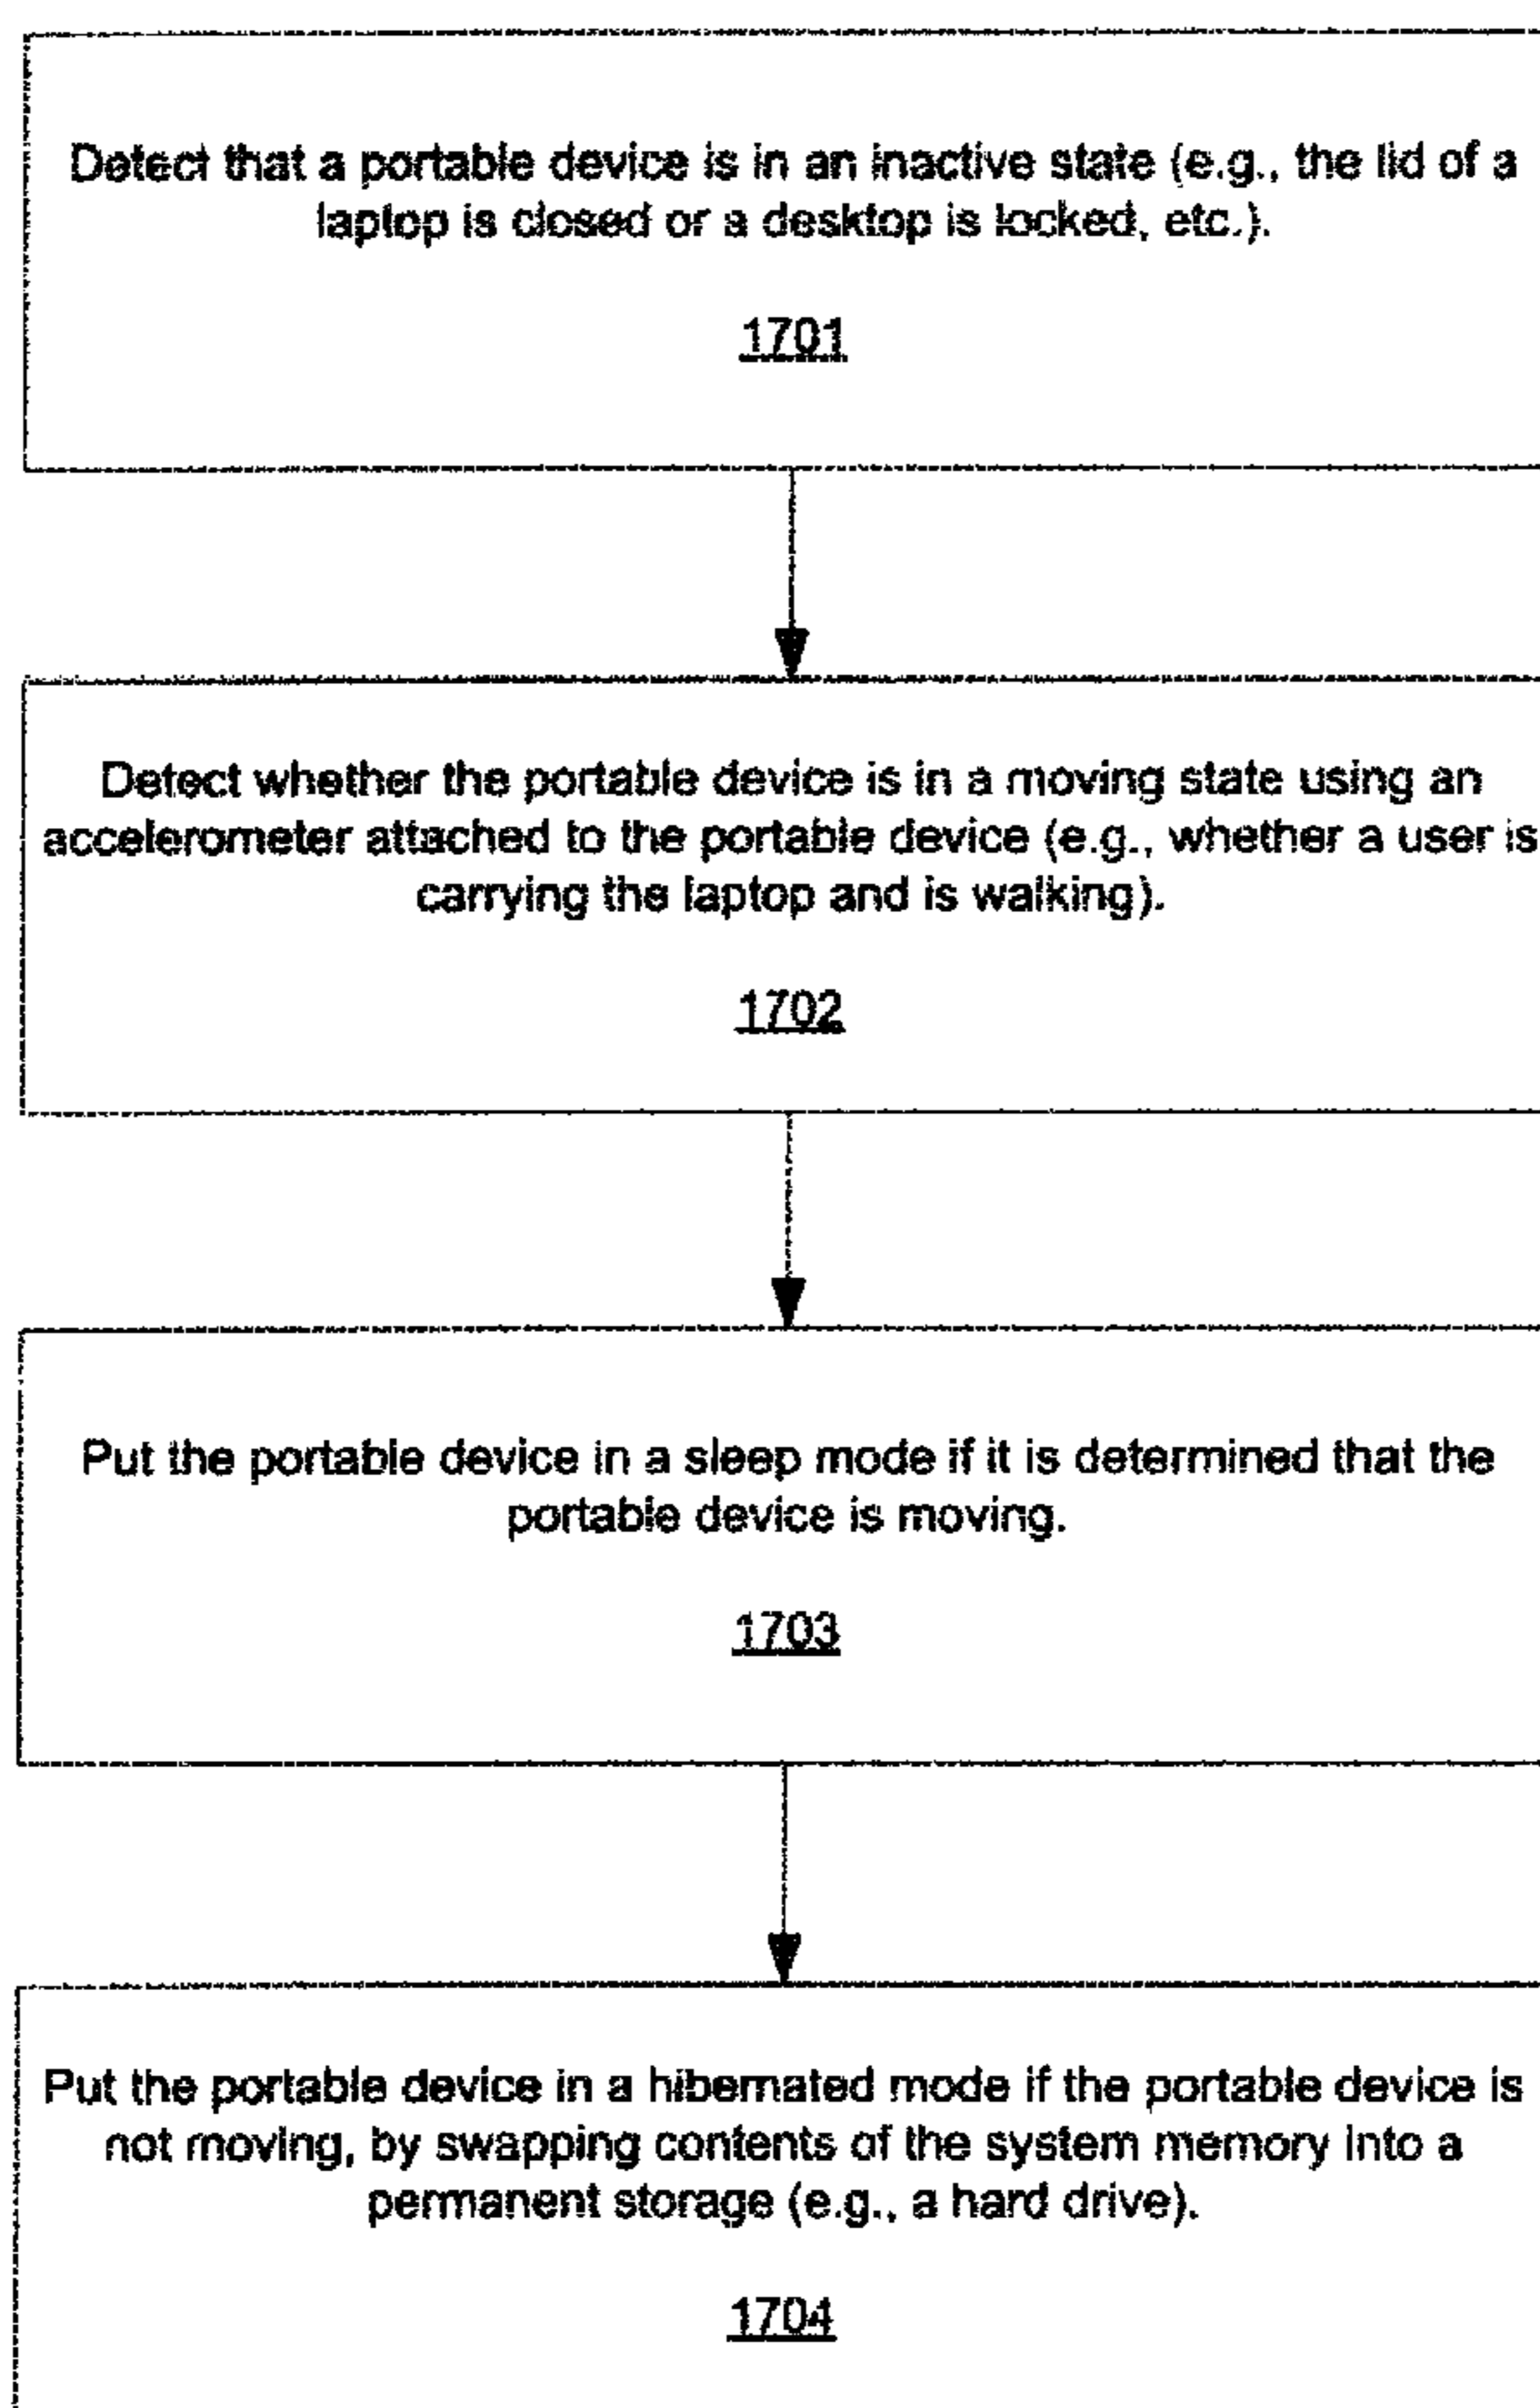 Detect that a portable device is in an inactive state (e.g., the lid of a
laptop is closed or a desktop is locked, etc.).
1701
Detect whether the portable device is in a moving state using an
accelerometer attached to the portable device (e.g., whether a user is
carrying the laptop and is walking).
1702
Put the portable device in a sleep mode if it is determined that the
portable device is moving.
1703
Put the portable device in a hibernated mode if the portable device is
not moving, by swapping contents of the system memory into a
permanent storage (e.g., a hard drive).
1704